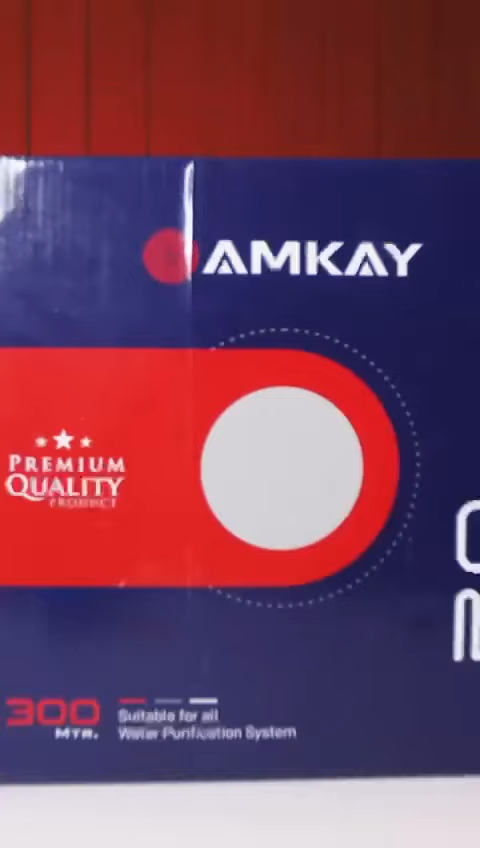 AMKAY
PREMIUM
QUALITY
PRODUCT
300
MTR.
Suitable for all
Water Purification System